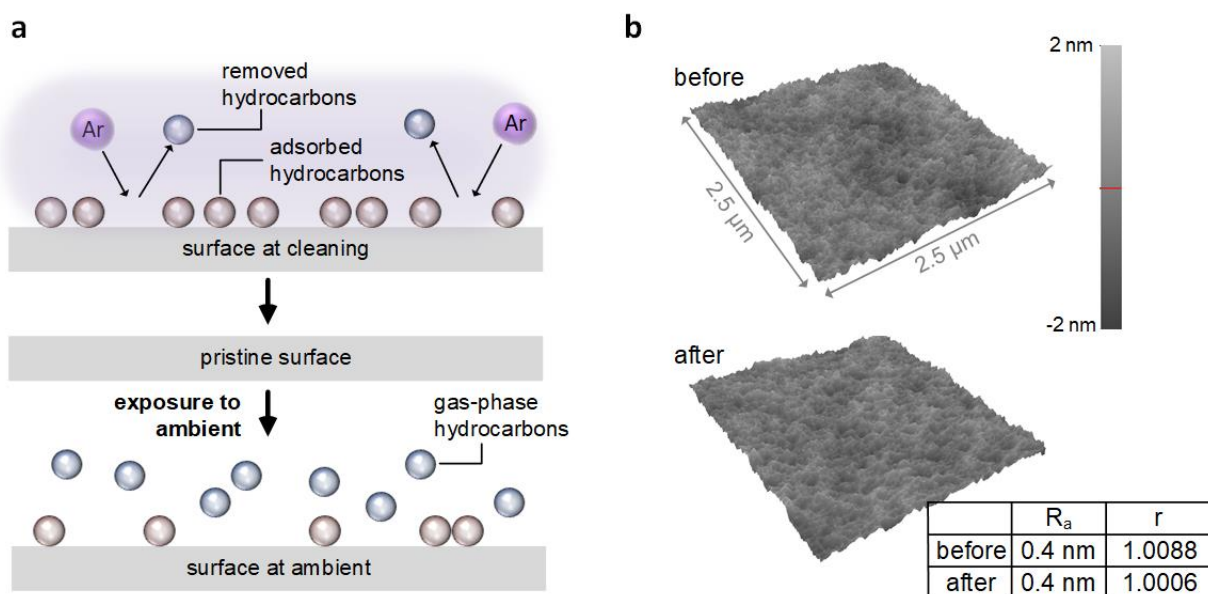 a
removed
hydrocarbons
Ar
Ar
adsorbed
hydrocarbons
surface at cleaning
pristine surface
exposure to
ambient
gas-phase
hydrocarbons
surface at ambient
b
before
2 nm
-2 nm
2.5 µm
2.5 µm
after
Ra r
before 0.4 nm 1.0088
after 0.4 nm 1.0006